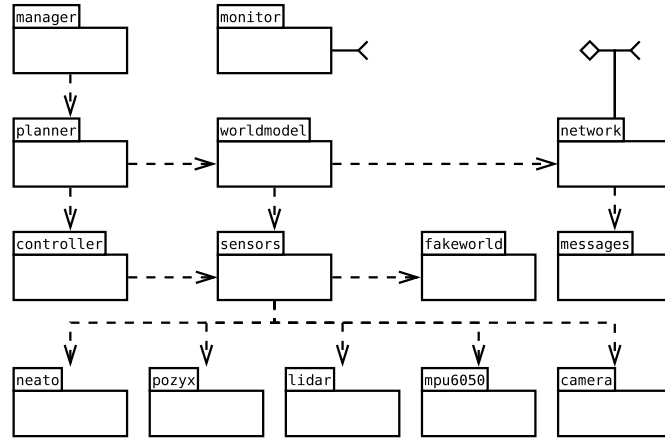 manager
monitor
planner
worldmodel
network
controller
sensors
fakeworld
messages
neato
pozyx
lidar
mpu6050
camera